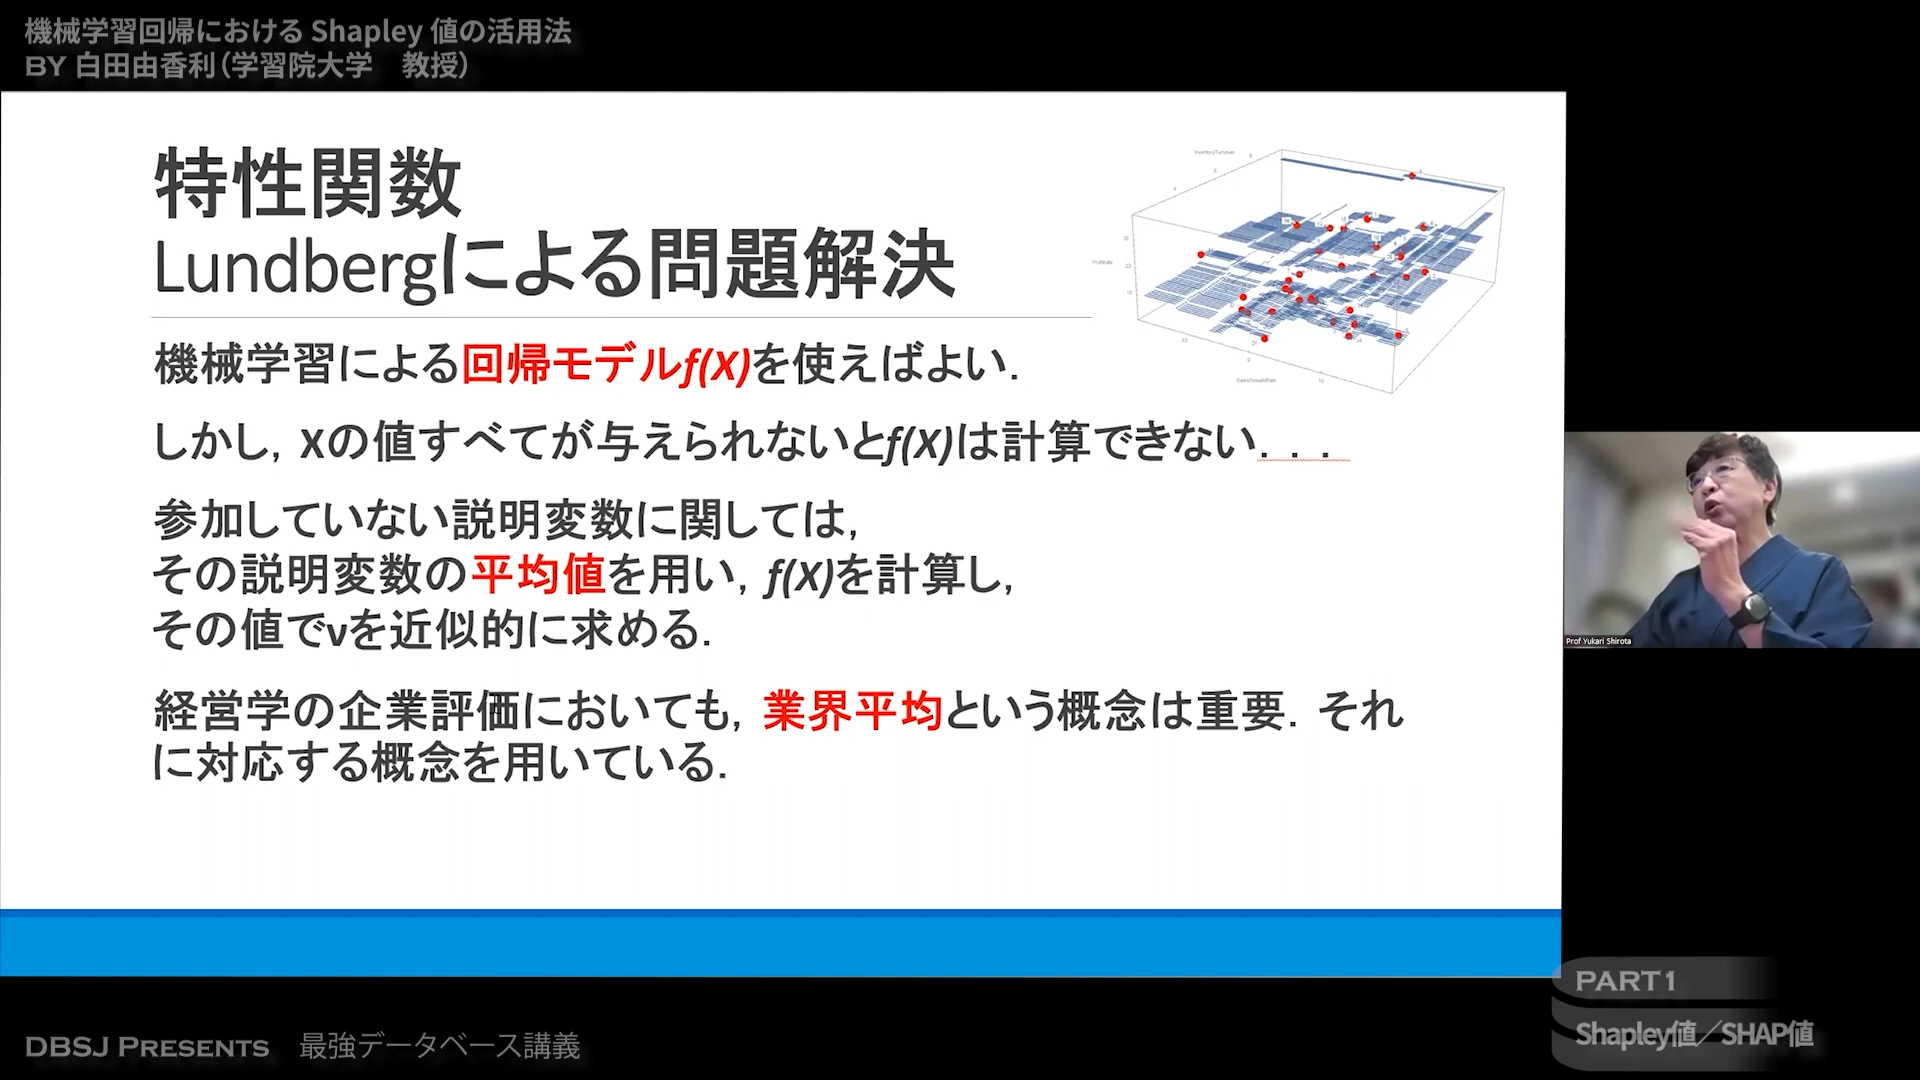 機械学習回帰における Shapley 値の活用法
BY 白田由香利（学習院大学　教授）
特性関数
Lundbergによる問題解決
機械学習による回帰モデルf(X)を使えばよい．
しかし，Xの値すべてが与えられないとf(X)は計算できない．．．
参加していない説明変数に関しては，
その説明変数の平均値を用い，f(X)を計算し，
その値でvを近似的に求める．
経営学の企業評価においても，業界平均という概念は重要．それ
に対応する概念を用いている．
InventoryTurnover
Prof Yukari Shirota
PART1
Shapley値／SHAP値
DBSJ PRESENTS 最強データベース講義